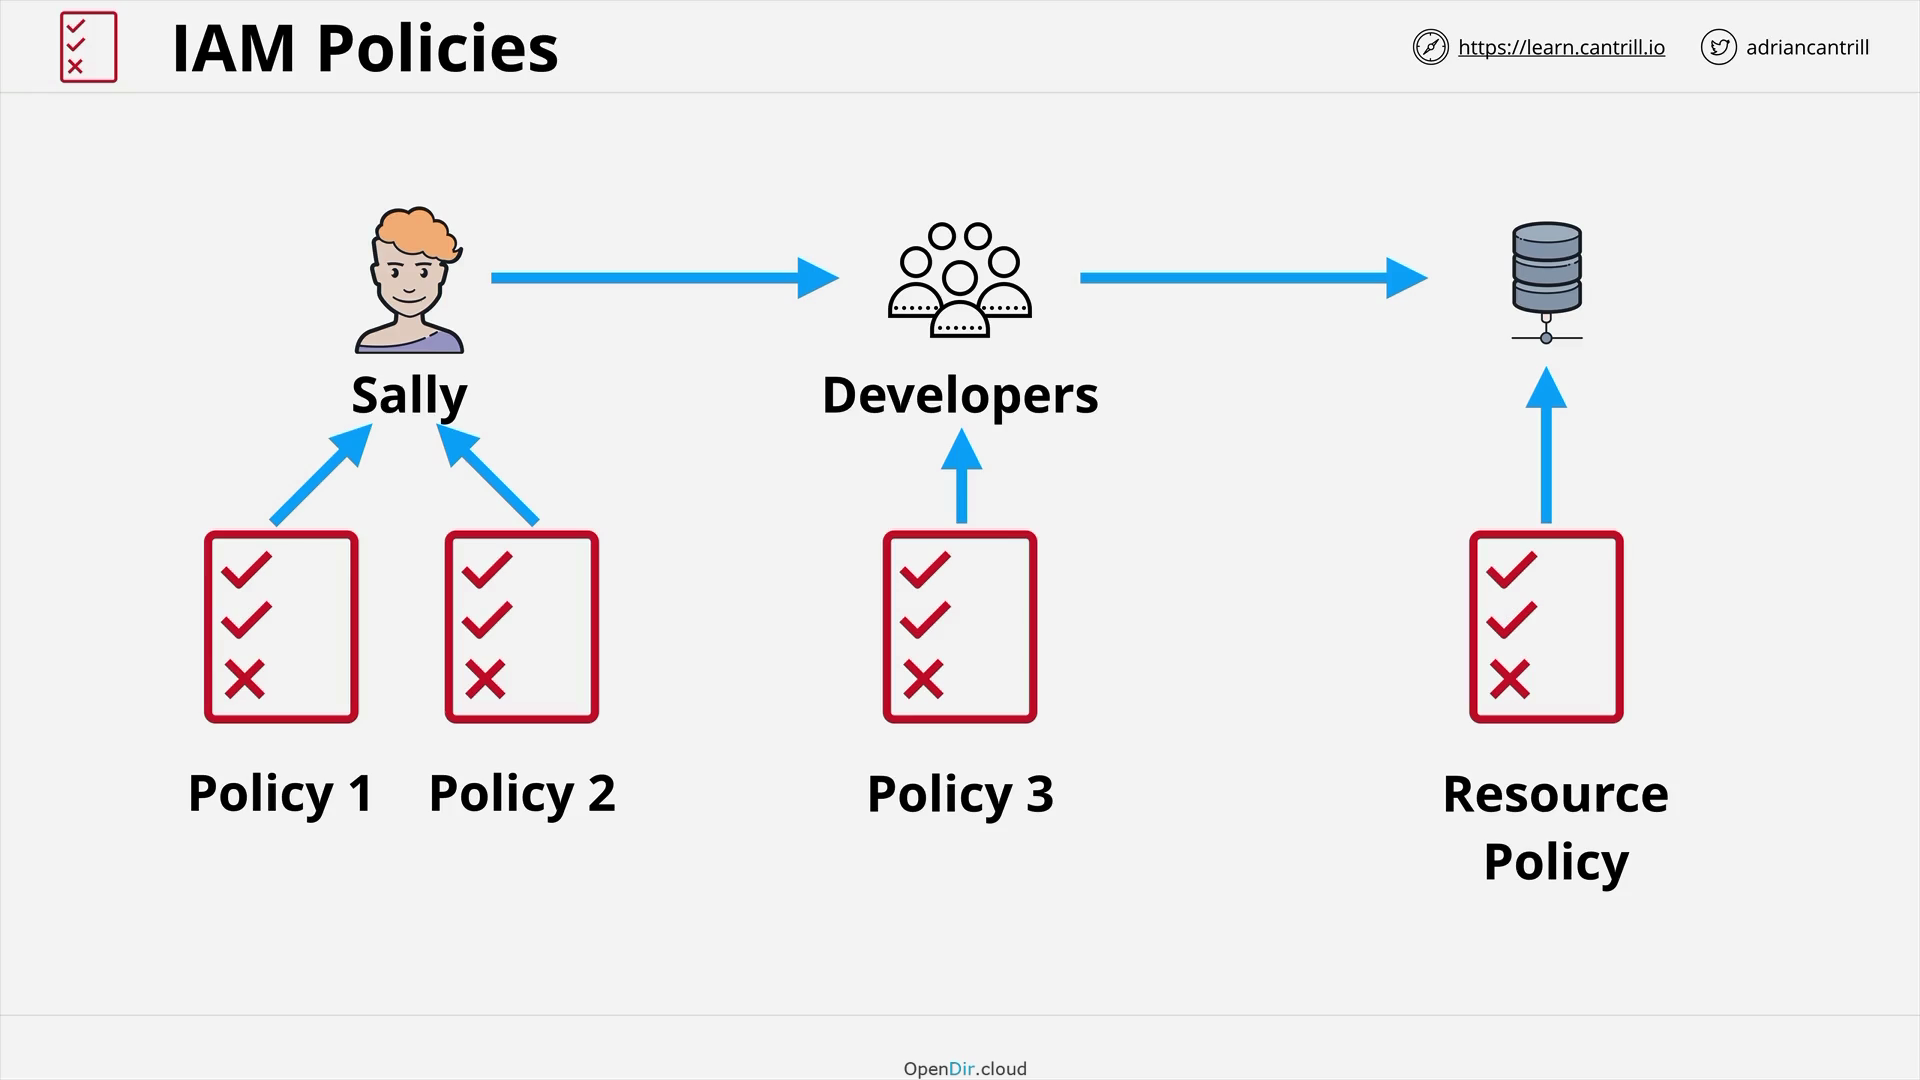 IAM Policies
https://learn.cantrill.io
adriancantrill
Sally
Developers
Policy 1
Policy 2
Policy 3
Resource
Policy
OpenDir.cloud